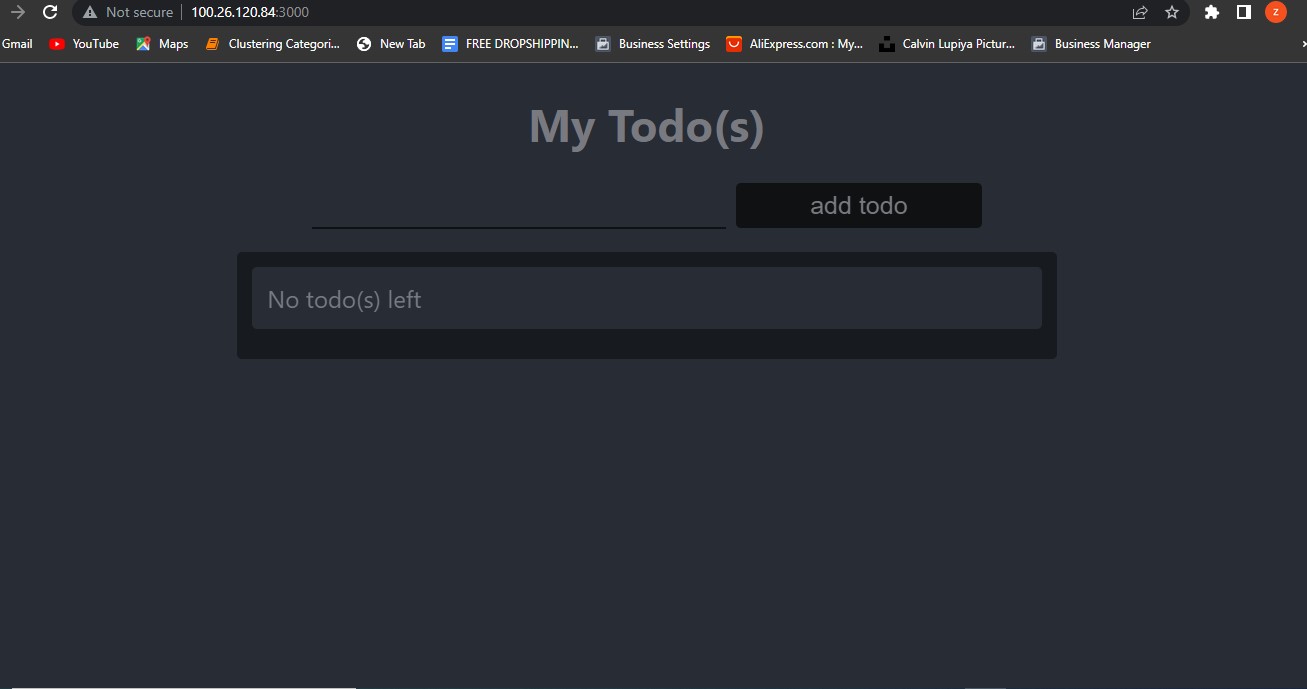 Not secure 100.26.120.84:3000 z
Gmail YouTube Maps Clustering Categori... New Tab FREE DROPSHIPPIN... Business Settings AliExpress.com : My... Calvin Lupiya Pictur... Business Manager
My Todo(s)
add todo
No todo(s) left